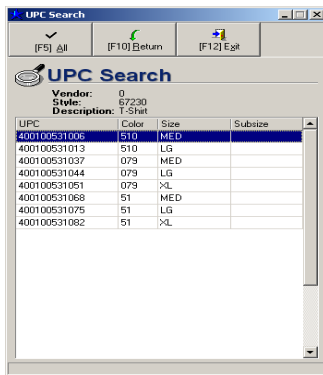 UPC Search
[F5] All [F10] Return [F12] Exit
UPC Search
Vendor: 0
Style: 67230
Description: T-Shirt
UPC Color Size Subsize
400100531006 510 MED
400100531013 510 LG
400100531037 079 MED
400100531044 079 LG
400100531051 079 XL
400100531068 51 MED
400100531075 51 LG
400100531082 51 XL